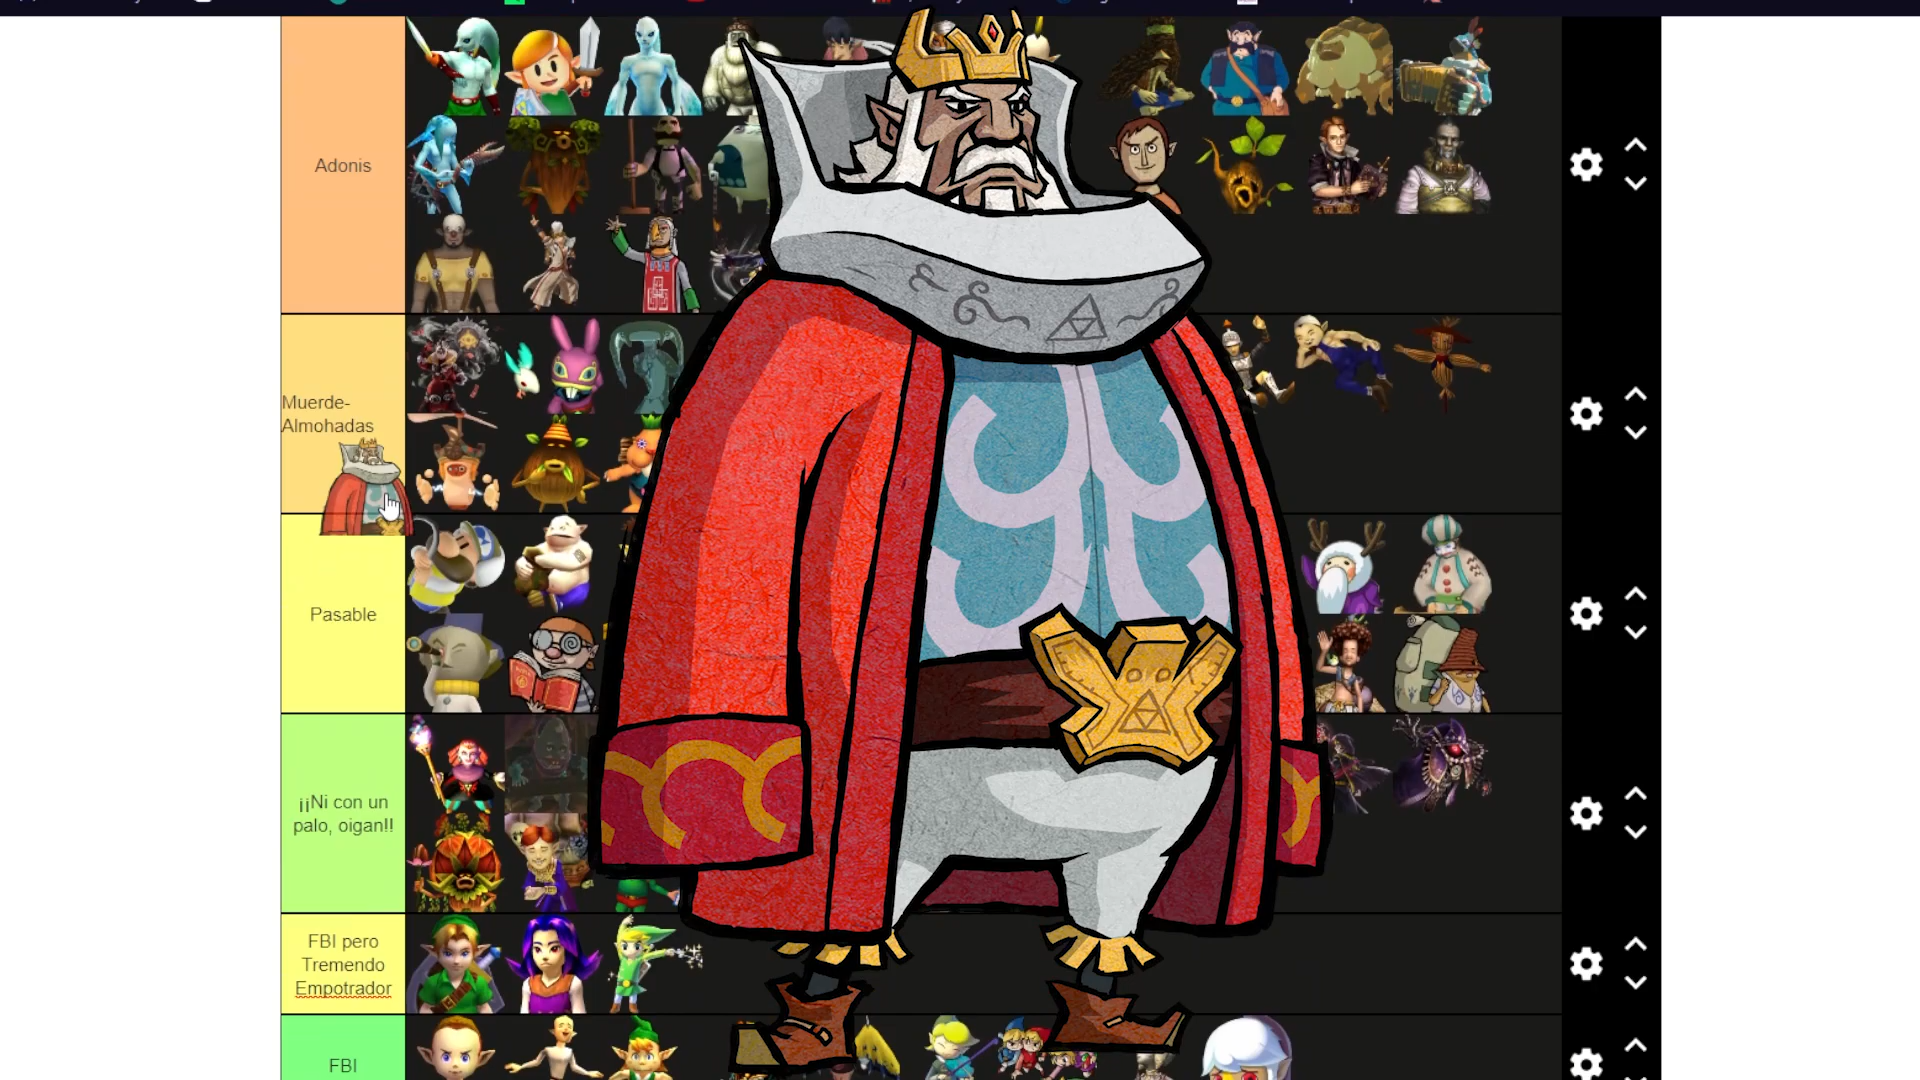 Adonis
Muerde-
Almohadas
Pasable
¡¡Ni con un
palo, oigan!!
FBI pero
Tremendo
Empotrador
FBI